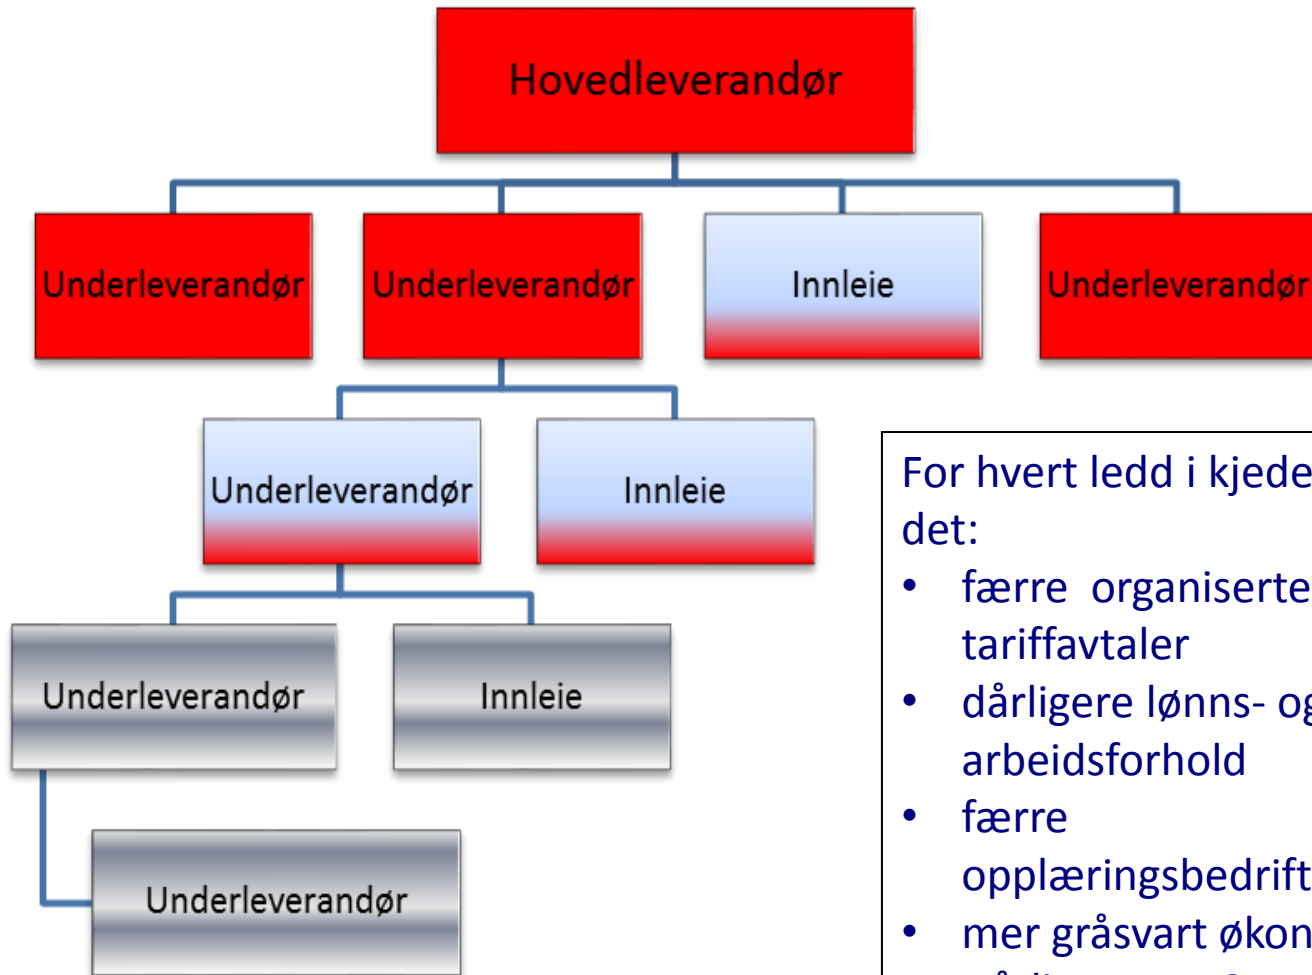 Hovedleverandør
Underleverandør
Underleverandør
Innleie
Underleverandør
Underleverandør
Innleie
Underleverandør
Innleie
Underleverandør
For hvert ledd i kjede
det:
• færre organiserte
tariffavtaler
• dårligere lønns- og
arbeidsforhold
• færre
opplæringsbedrift
• mer gråsvart økon